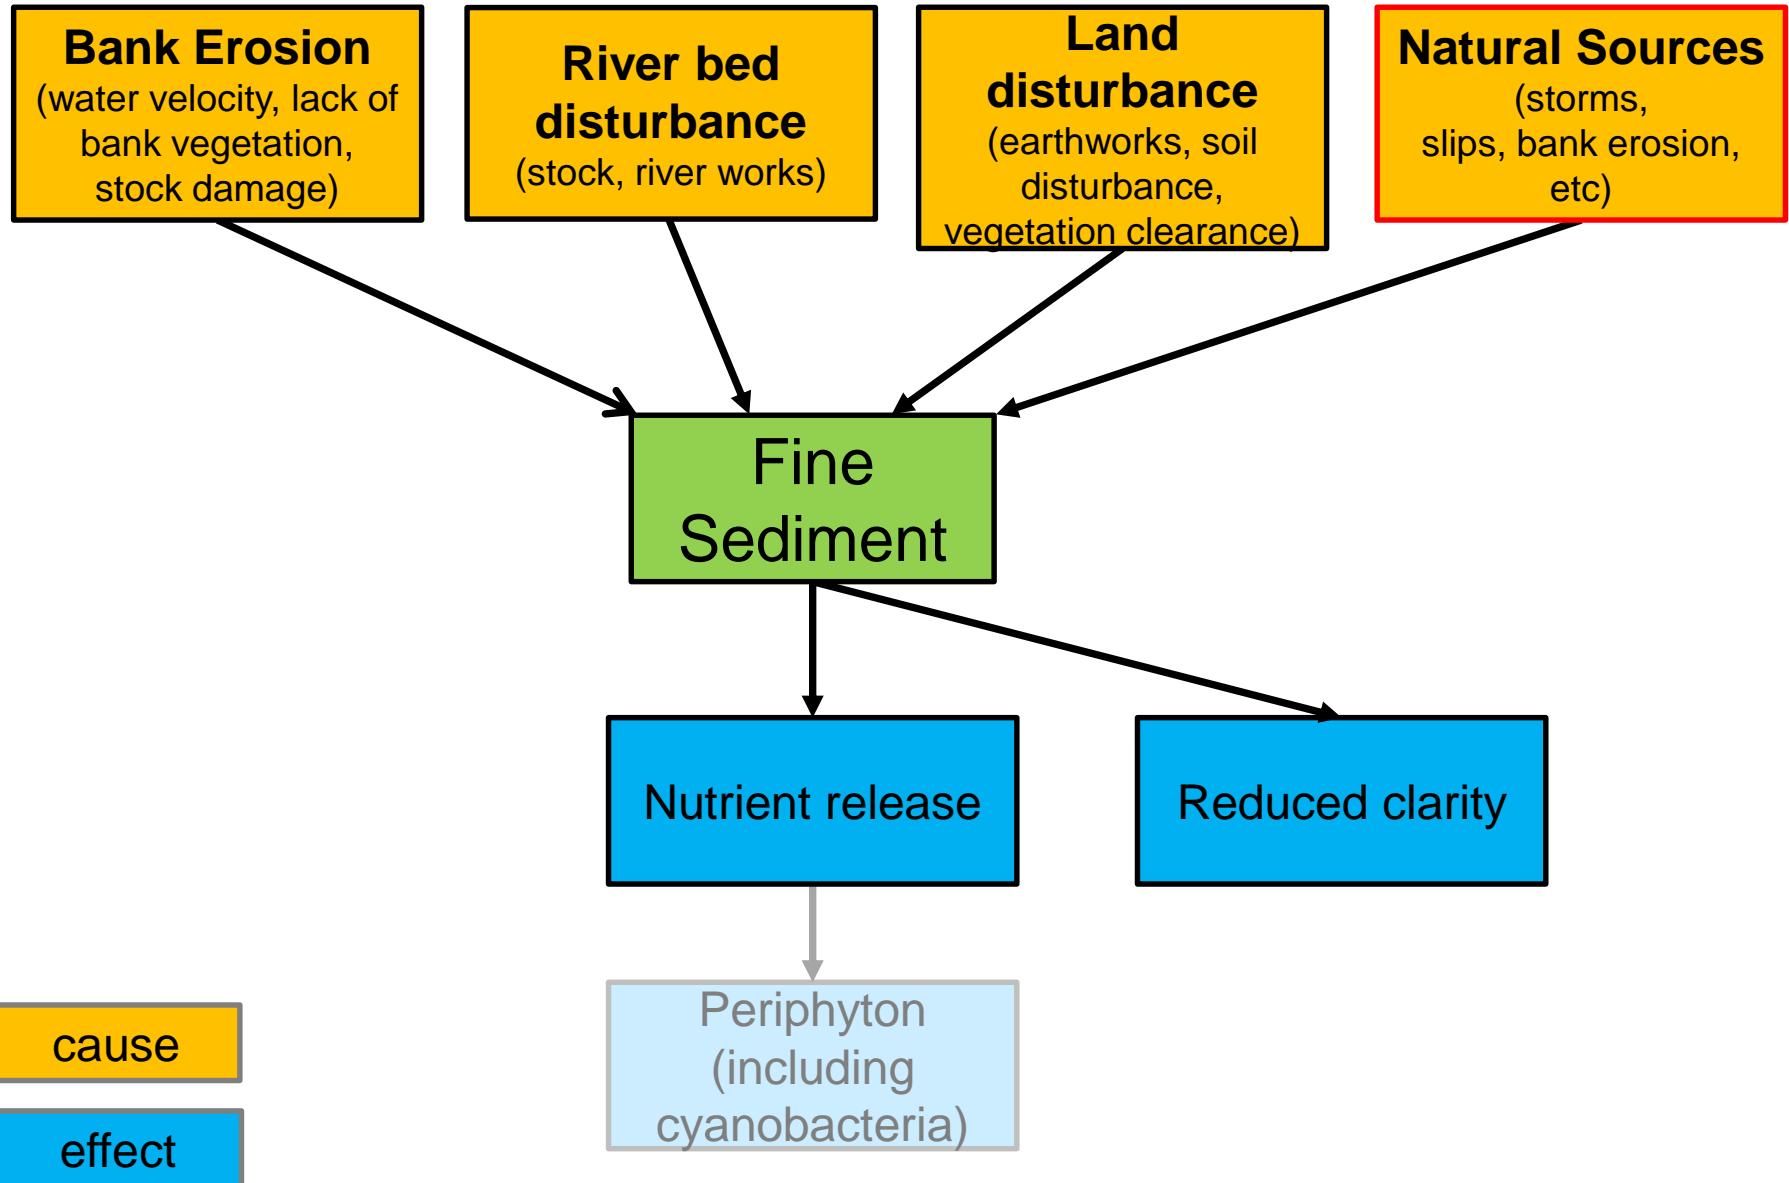 Bank Erosion
(water velocity, lack of
bank vegetation,
stock damage)
River bed
disturbance
(stock, river works)
Land
disturbance
(earthworks, soil
disturbance,
vegetation clearance)
Natural Sources
(storms,
slips, bank erosion,
etc)
Fine
Sediment
Nutrient release
Reduced clarity
Periphyton
(including
cyanobacteria)
cause
effect